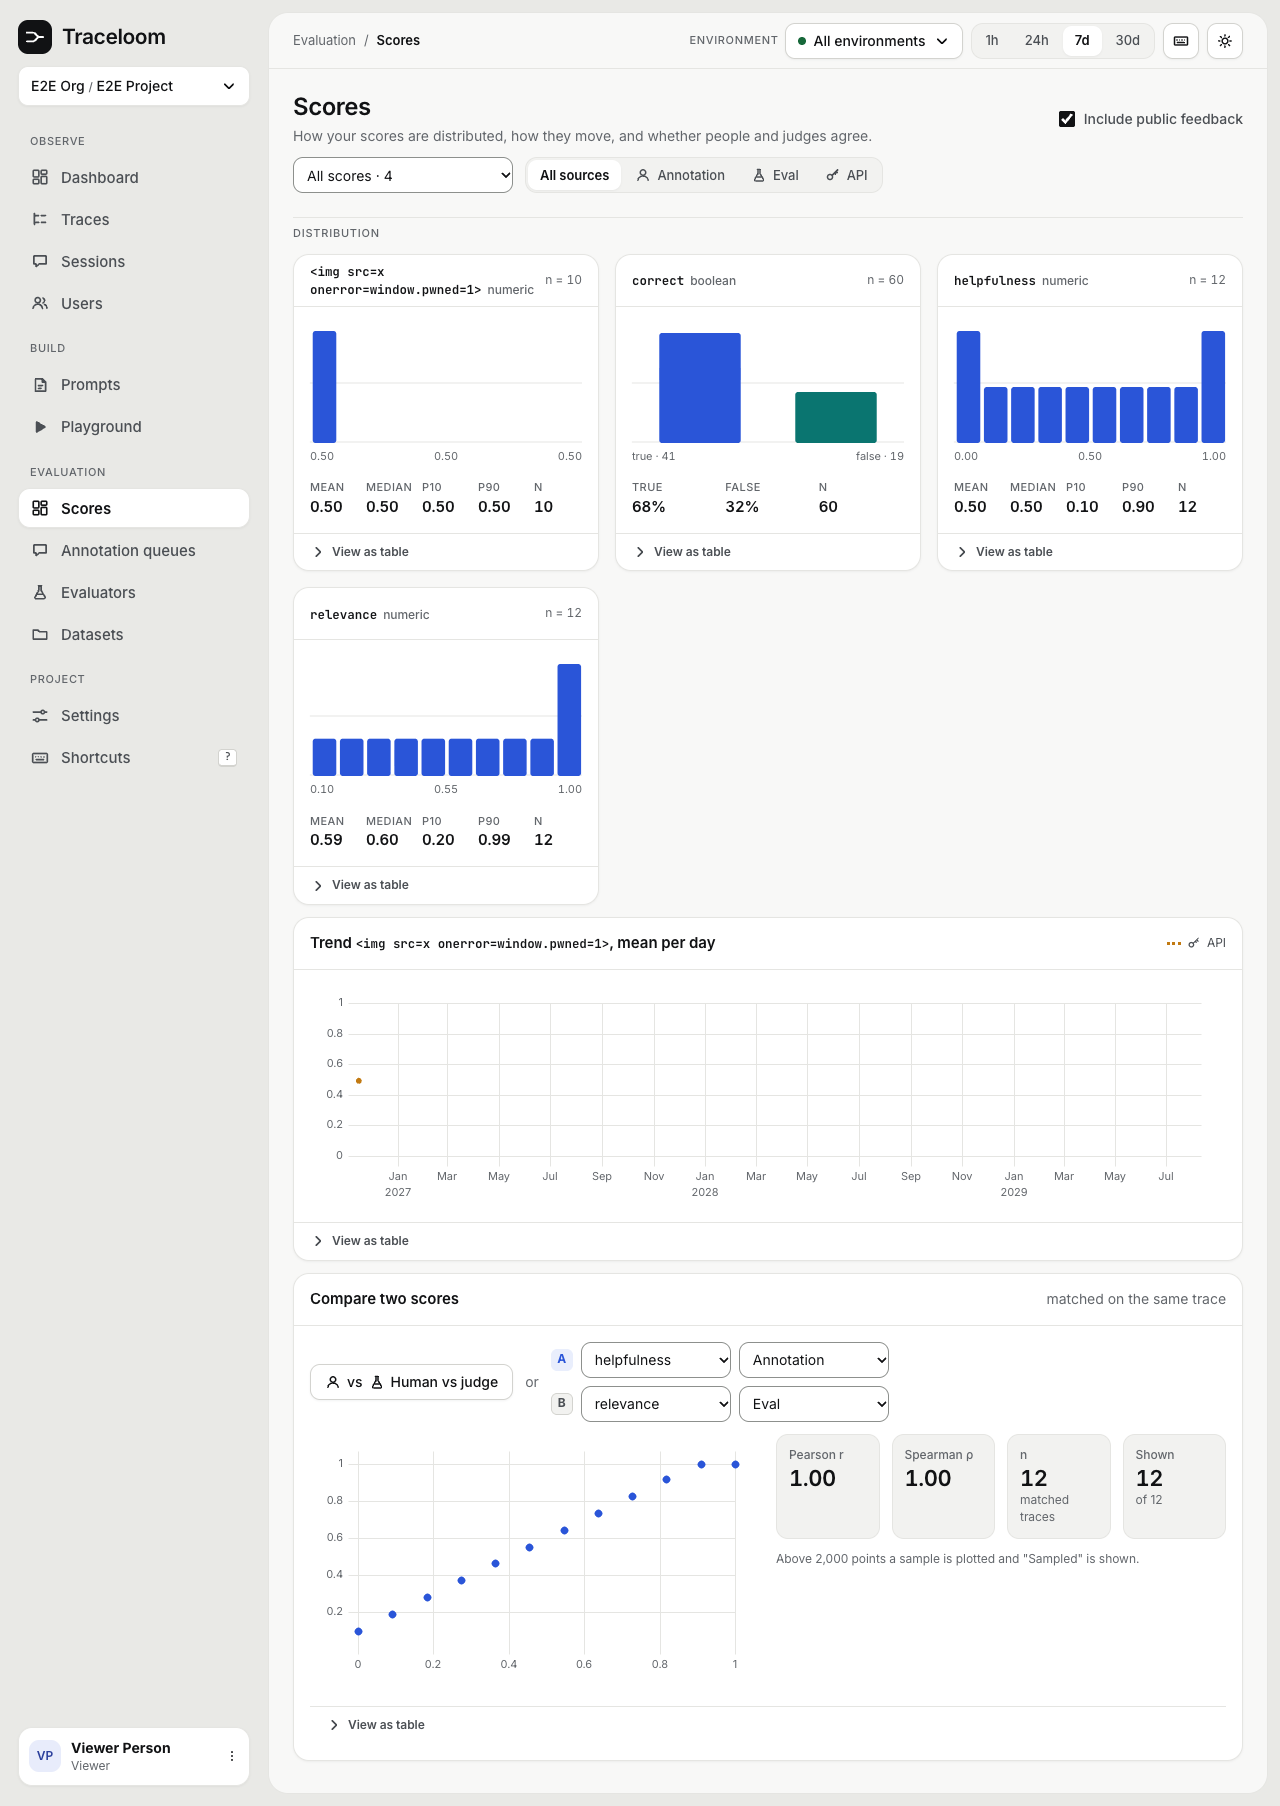 Traceloom
E2E Org / E2E Project
OBSERVE
Dashboard
Traces
Sessions
Users
BUILD
Prompts
Playground
EVALUATION
Scores
Annotation queues
Evaluators
Datasets
PROJECT
Settings
Shortcuts ?
VP Viewer Person
Viewer
Evaluation / Scores
ENVIRONMENT All environments 1h 24h 7d 30d
Scores
How your scores are distributed, how they move, and whether people and judges agree.
Include public feedback
All scores · 4 All sources Annotation Eval API
DISTRIBUTION
<img src=x
onerror=window.pwned=1> numeric n = 10
0.50 0.50 0.50
MEAN MEDIAN P10 P90 N
0.50 0.50 0.50 0.50 10
View as table
correct boolean n = 60
true · 41 false · 19
TRUE FALSE N
68% 32% 60
View as table
helpfulness numeric n = 12
0.00 0.50 1.00
MEAN MEDIAN P10 P90 N
0.50 0.50 0.10 0.90 12
View as table
relevance numeric n = 12
0.10 0.55 1.00
MEAN MEDIAN P10 P90 N
0.59 0.60 0.20 0.99 12
View as table
Trend <img src=x onerror=window.pwned=1>, mean per day API
1
0.8
0.6
0.4
0.2
0
Jan Mar May Jul Sep Nov Jan Mar May Jul Sep Nov Jan Mar May Jul
2027 2028 2029
View as table
Compare two scores matched on the same trace
vs Human vs judge or
A helpfulness Annotation
B relevance Eval
1
0.8
0.6
0.4
0.2
0 0.2 0.4 0.6 0.8 1
Pearson r Spearman ρ n Shown
1.00 1.00 12 12
matched of 12
traces
Above 2,000 points a sample is plotted and "Sampled" is shown.
View as table